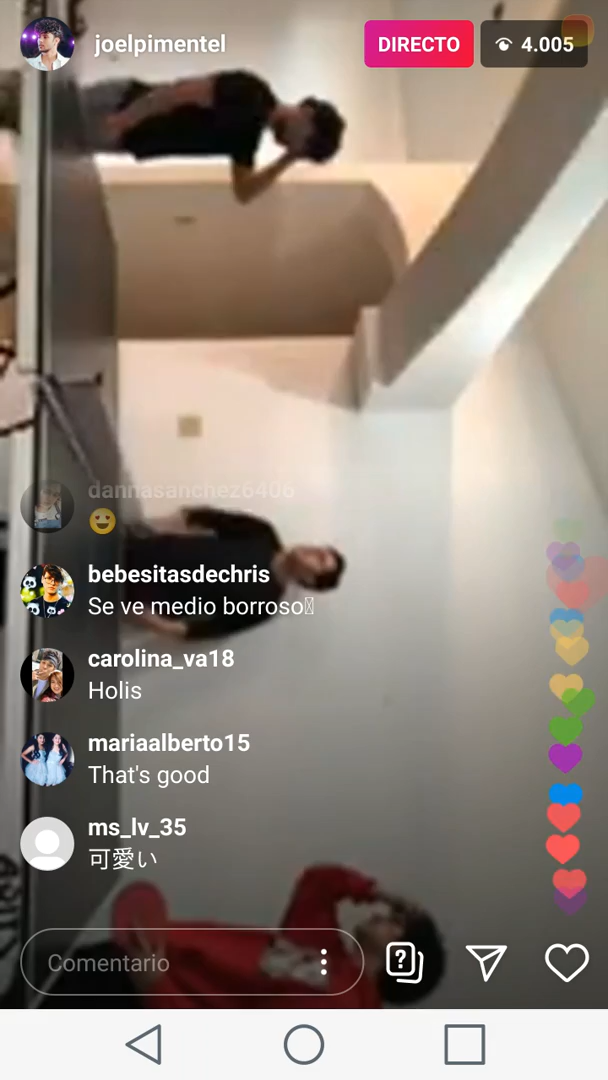 joelpimentel
DIRECTO
4.005
dannasanchez6406
😍
bebesitasdechris
Se ve medio borroso
carolina_va18
Holis
mariaalberto15
That's good
ms_lv_35
可愛い
Comentario